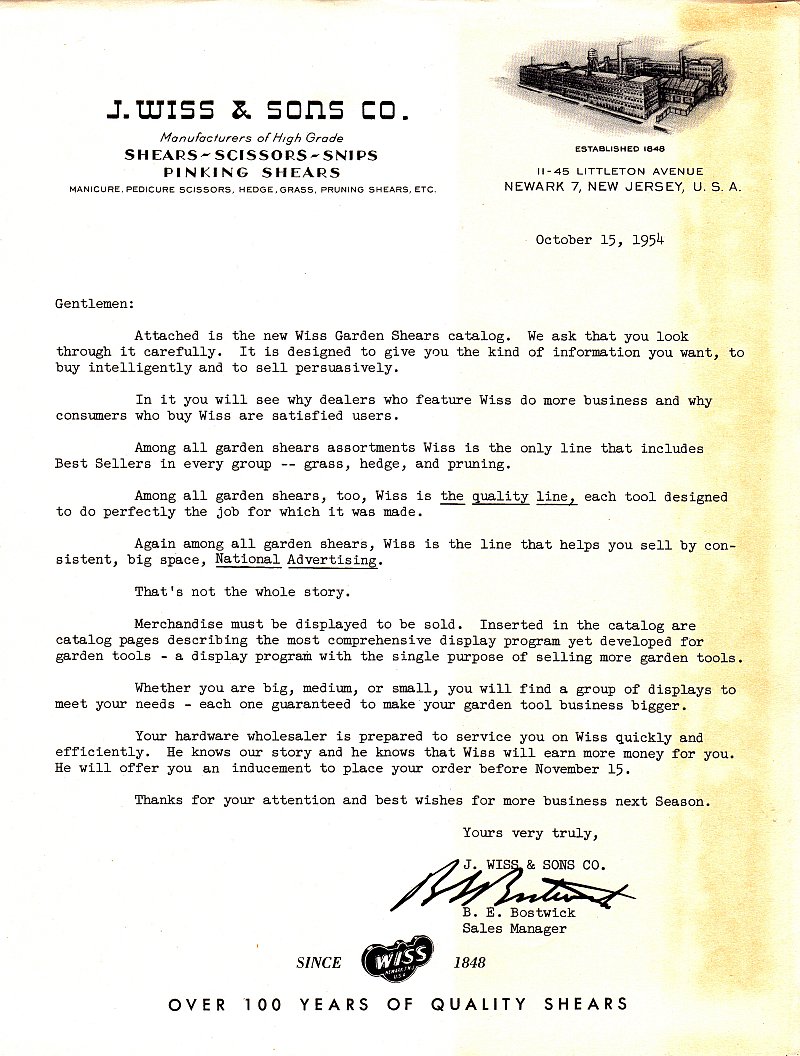 J. WISS & SONS CO.
Manufacturers of High Grade
SHEARS~SCISSORS~SNIPS
PINKING SHEARS
MANICURE, PEDICURE SCISSORS, HEDGE, GRASS, PRUNING SHEARS, ETC.
ESTABLISHED 1848
11-45 LITTLETON AVENUE
NEWARK 7, NEW JERSEY, U. S. A.
October 15, 1954
Gentlemen:
Attached is the new Wiss Garden Shears catalog. We ask that you look
through it carefully. It is designed to give you the kind of information you want, to
buy intelligently and to sell persuasively.
In it you will see why dealers who feature Wiss do more business and why
consumers who buy Wiss are satisfied users.
Among all garden shears assortments Wiss is the only line that includes
Best Sellers in every group -- grass, hedge, and pruning.
Among all garden shears, too, Wiss is the quality line, each tool designed
to do perfectly the job for which it was made.
Again among all garden shears, Wiss is the line that helps you sell by con-
sistent, big space, National Advertising.
That's not the whole story.
Merchandise must be displayed to be sold. Inserted in the catalog are
catalog pages describing the most comprehensive display program yet developed for
garden tools - a display program with the single purpose of selling more garden tools.
Whether you are big, medium, or small, you will find a group of displays to
meet your needs - each one guaranteed to make your garden tool business bigger.
Your hardware wholesaler is prepared to service you on Wiss quickly and
efficiently. He knows our story and he knows that Wiss will earn more money for you.
He will offer you an inducement to place your order before November 15.
Thanks for your attention and best wishes for more business next Season.
Yours very truly,
J. WISS & SONS CO.
B. E. Bostwick
Sales Manager
SINCE WISS 1848
NEWARK N.J.
U.S.A.
OVER 100 YEARS OF QUALITY SHEARS